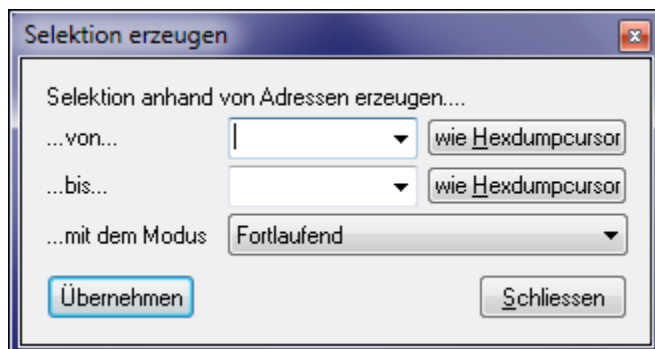 Selektion erzeugen
Selektion anhand von Adressen erzeugen....
...von... wie Hexdumpcursor
...bis... wie Hexdumpcursor
...mit dem Modus Fortlaufend
Übernehmen Schliessen